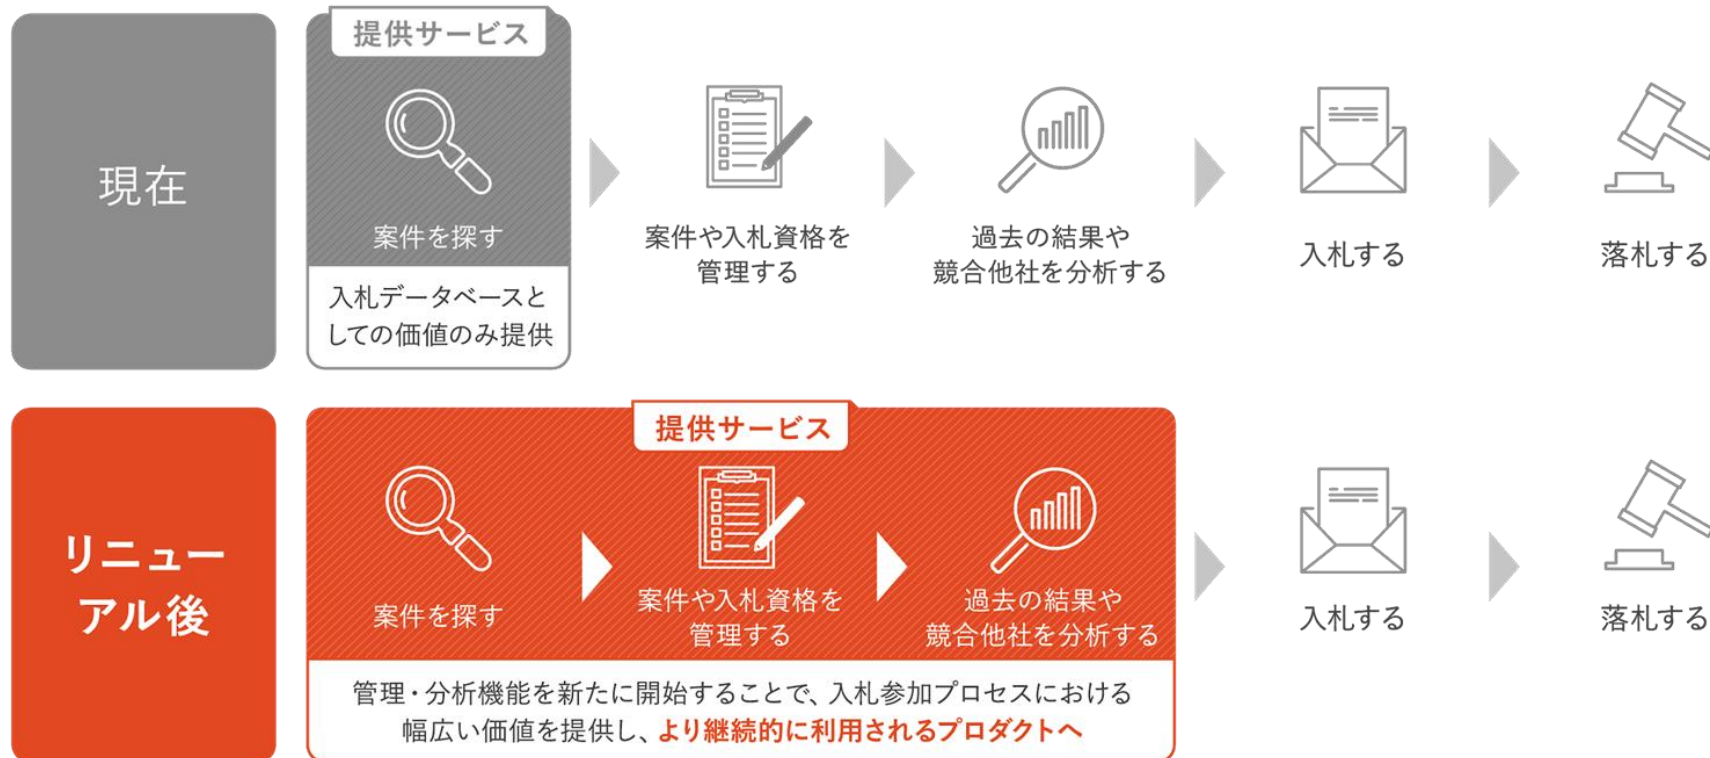 現在
提供サービス
案件を探す
入札データベースと
しての価値のみ提供
案件や入札資格を
管理する
過去の結果や
競合他社を分析する
入札する
落札する
リニュー
アル後
提供サービス
案件を探す
案件や入札資格を
管理する
過去の結果や
競合他社を分析する
管理・分析機能を新たに開始することで、入札参加プロセスにおける
幅広い価値を提供し、より継続的に利用されるプロダクトへ
入札する
落札する